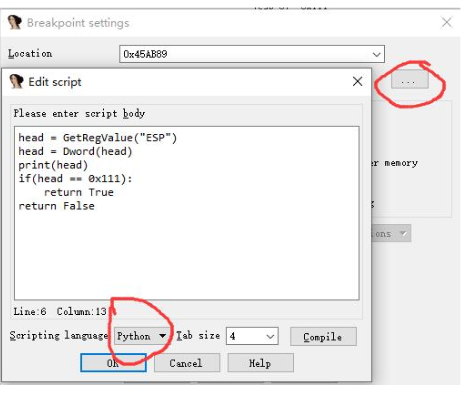 Breakpoint settings
Location 0x45AB89
...
Edit script
Please enter script body
head = GetRegValue("ESP")
head = Dword(head)
print(head)
if(head == 0x111):
    return True
return False
er memory
ons
Line:6 Column:13
Scripting language Python Tab size 4 Compile
OK Cancel Help